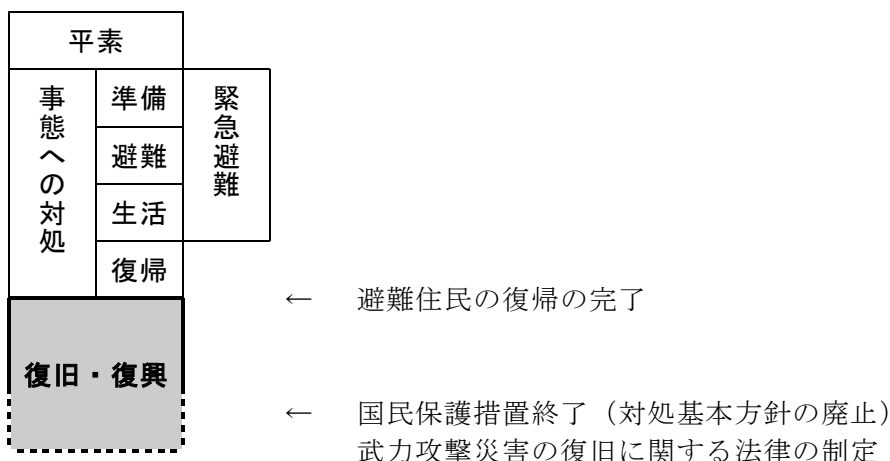 平素
事態への対処
準備
避難
生活
復帰
緊急避難
← 避難住民の復帰の完了
復旧・復興
← 国民保護措置終了（対処基本方針の廃止）
武力攻撃災害の復旧に関する法律の制定